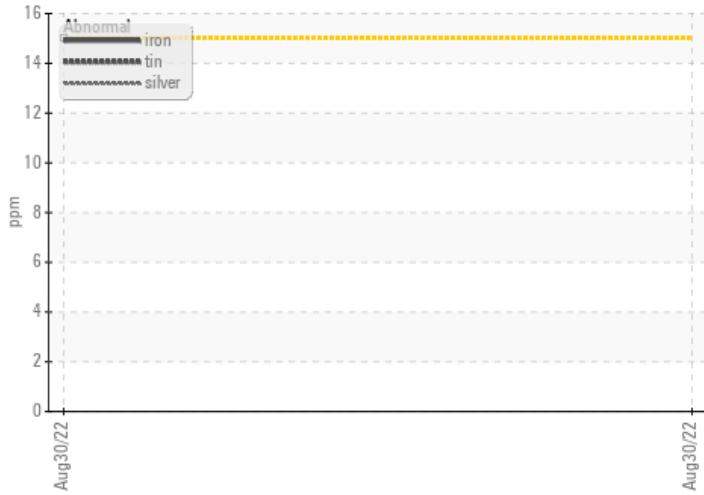 16
Abnormal
iron
tin
silver
14
12
10
8
6
4
2
0
ppm
Aug30/22
Aug30/22